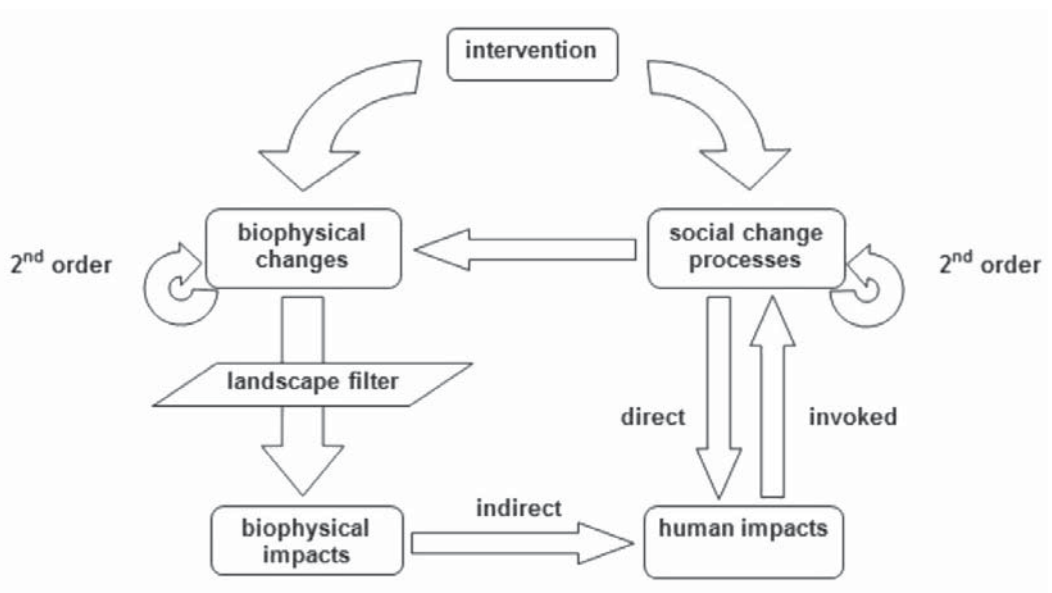 intervention
biophysical
changes
social change
processes
2nd order
2nd order
landscape filter
direct
invoked
indirect
biophysical
impacts
human impacts